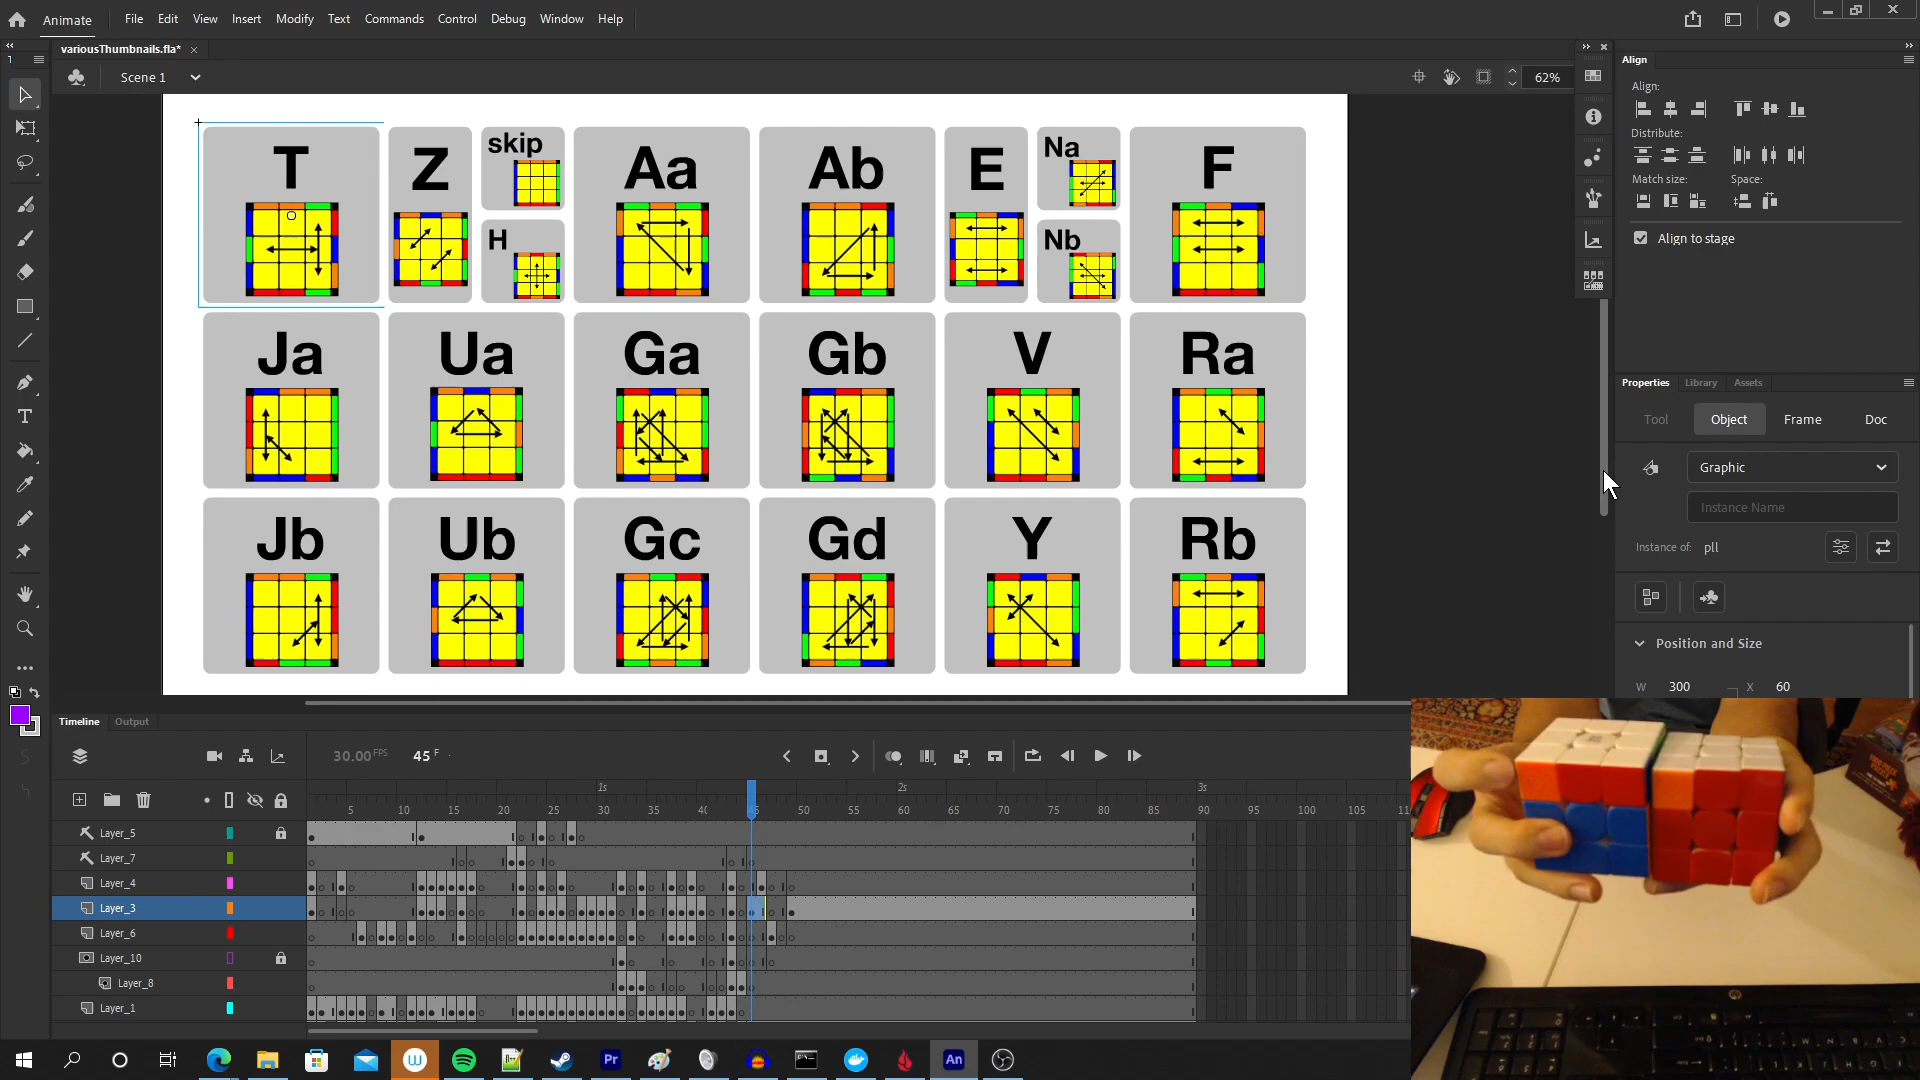 Animate File Edit View Insert Modify Text Commands Control Debug Window Help
variousThumbnails.fla*
1
Scene 1
62%
T Z skip Aa Ab E Na F
H Nb
Ja Ua Ga Gb V Ra
Jb Ub Gc Gd Y Rb
Align
Align:
Distribute:
Match size: Space:
Align to stage
Properties Library Assets
Tool Object Frame Doc
Graphic
Instance Name
Instance of: pll
Position and Size
W 300 X 60
Timeline Output
30.00 FPS 45 F
1s 2s 3s
5 10 15 20 25 30 35 40 45 50 55 60 65 70 75 80 85 90 95 100 105 11
Layer_5
Layer_7
Layer_4
Layer_3
Layer_6
Layer_10
Layer_8
Layer_1
W Pr An